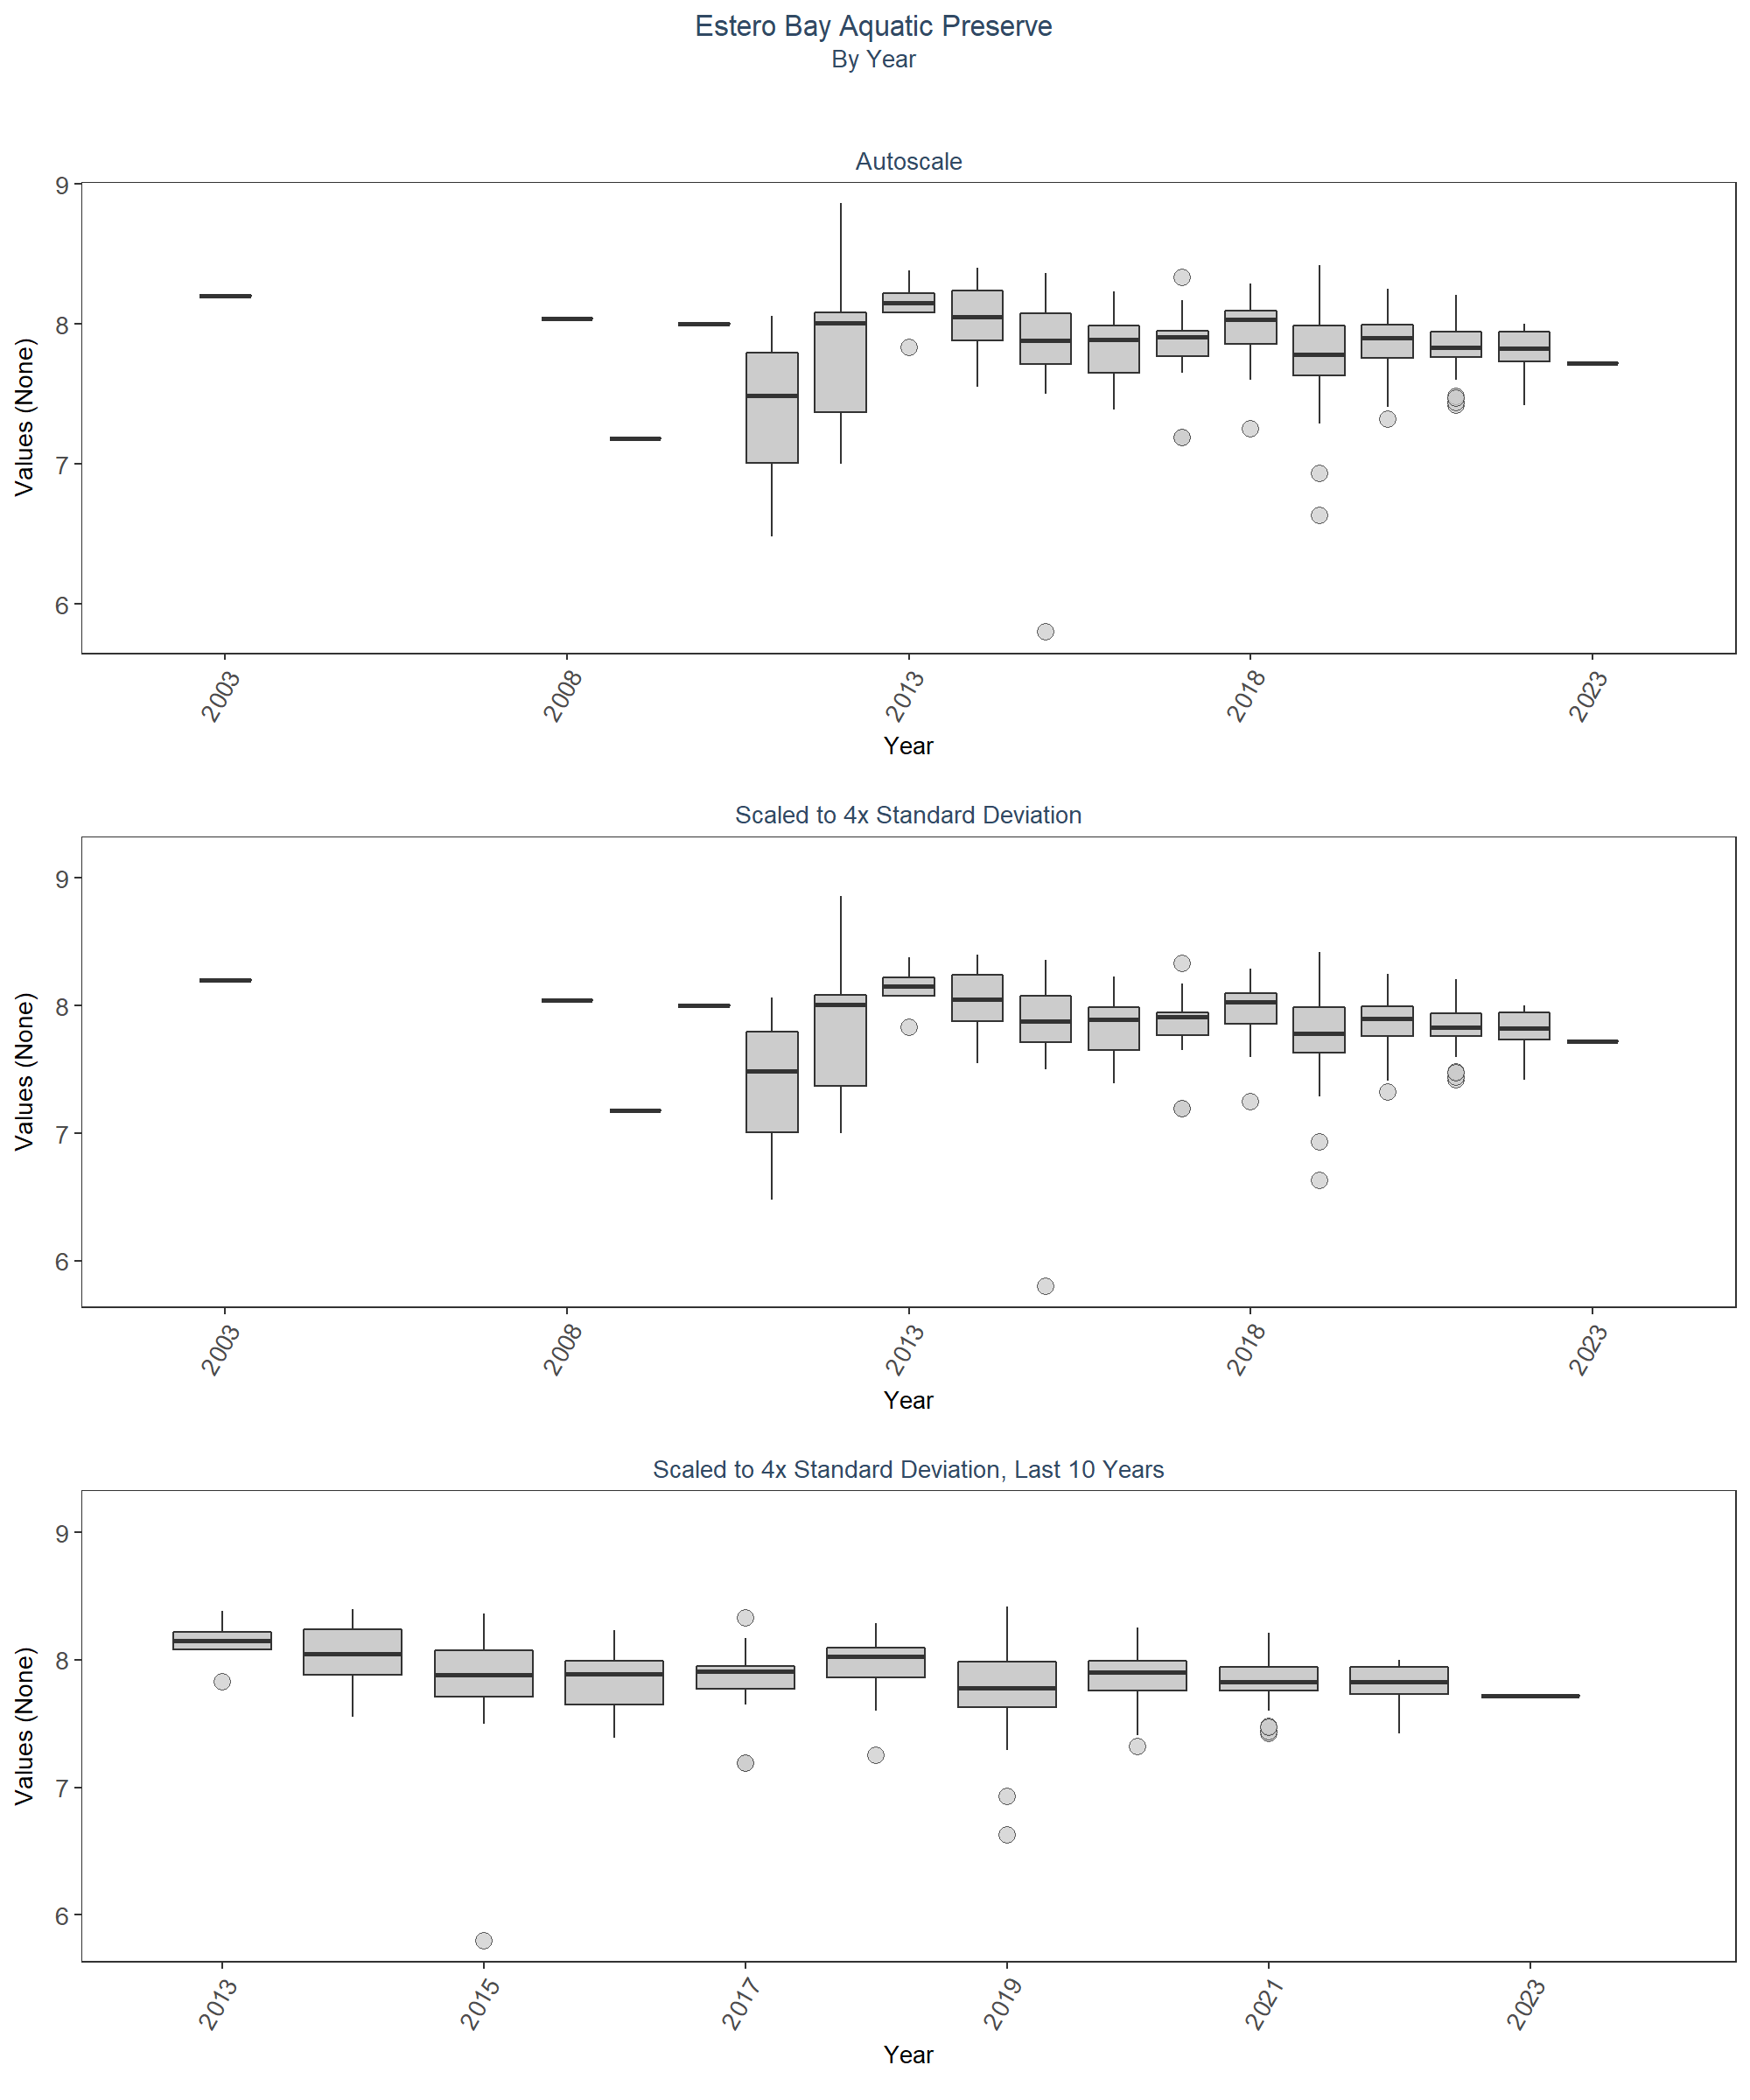 Estero Bay Aquatic Preserve
By Year
Autoscale
9
8
7
6
Values (None)
2003
2008
2013
2018
2023
Year
Scaled to 4x Standard Deviation
9
8
7
6
Values (None)
2003
2008
2013
2018
2023
Year
Scaled to 4x Standard Deviation, Last 10 Years
9
8
7
6
Values (None)
2013
2015
2017
2019
2021
2023
Year